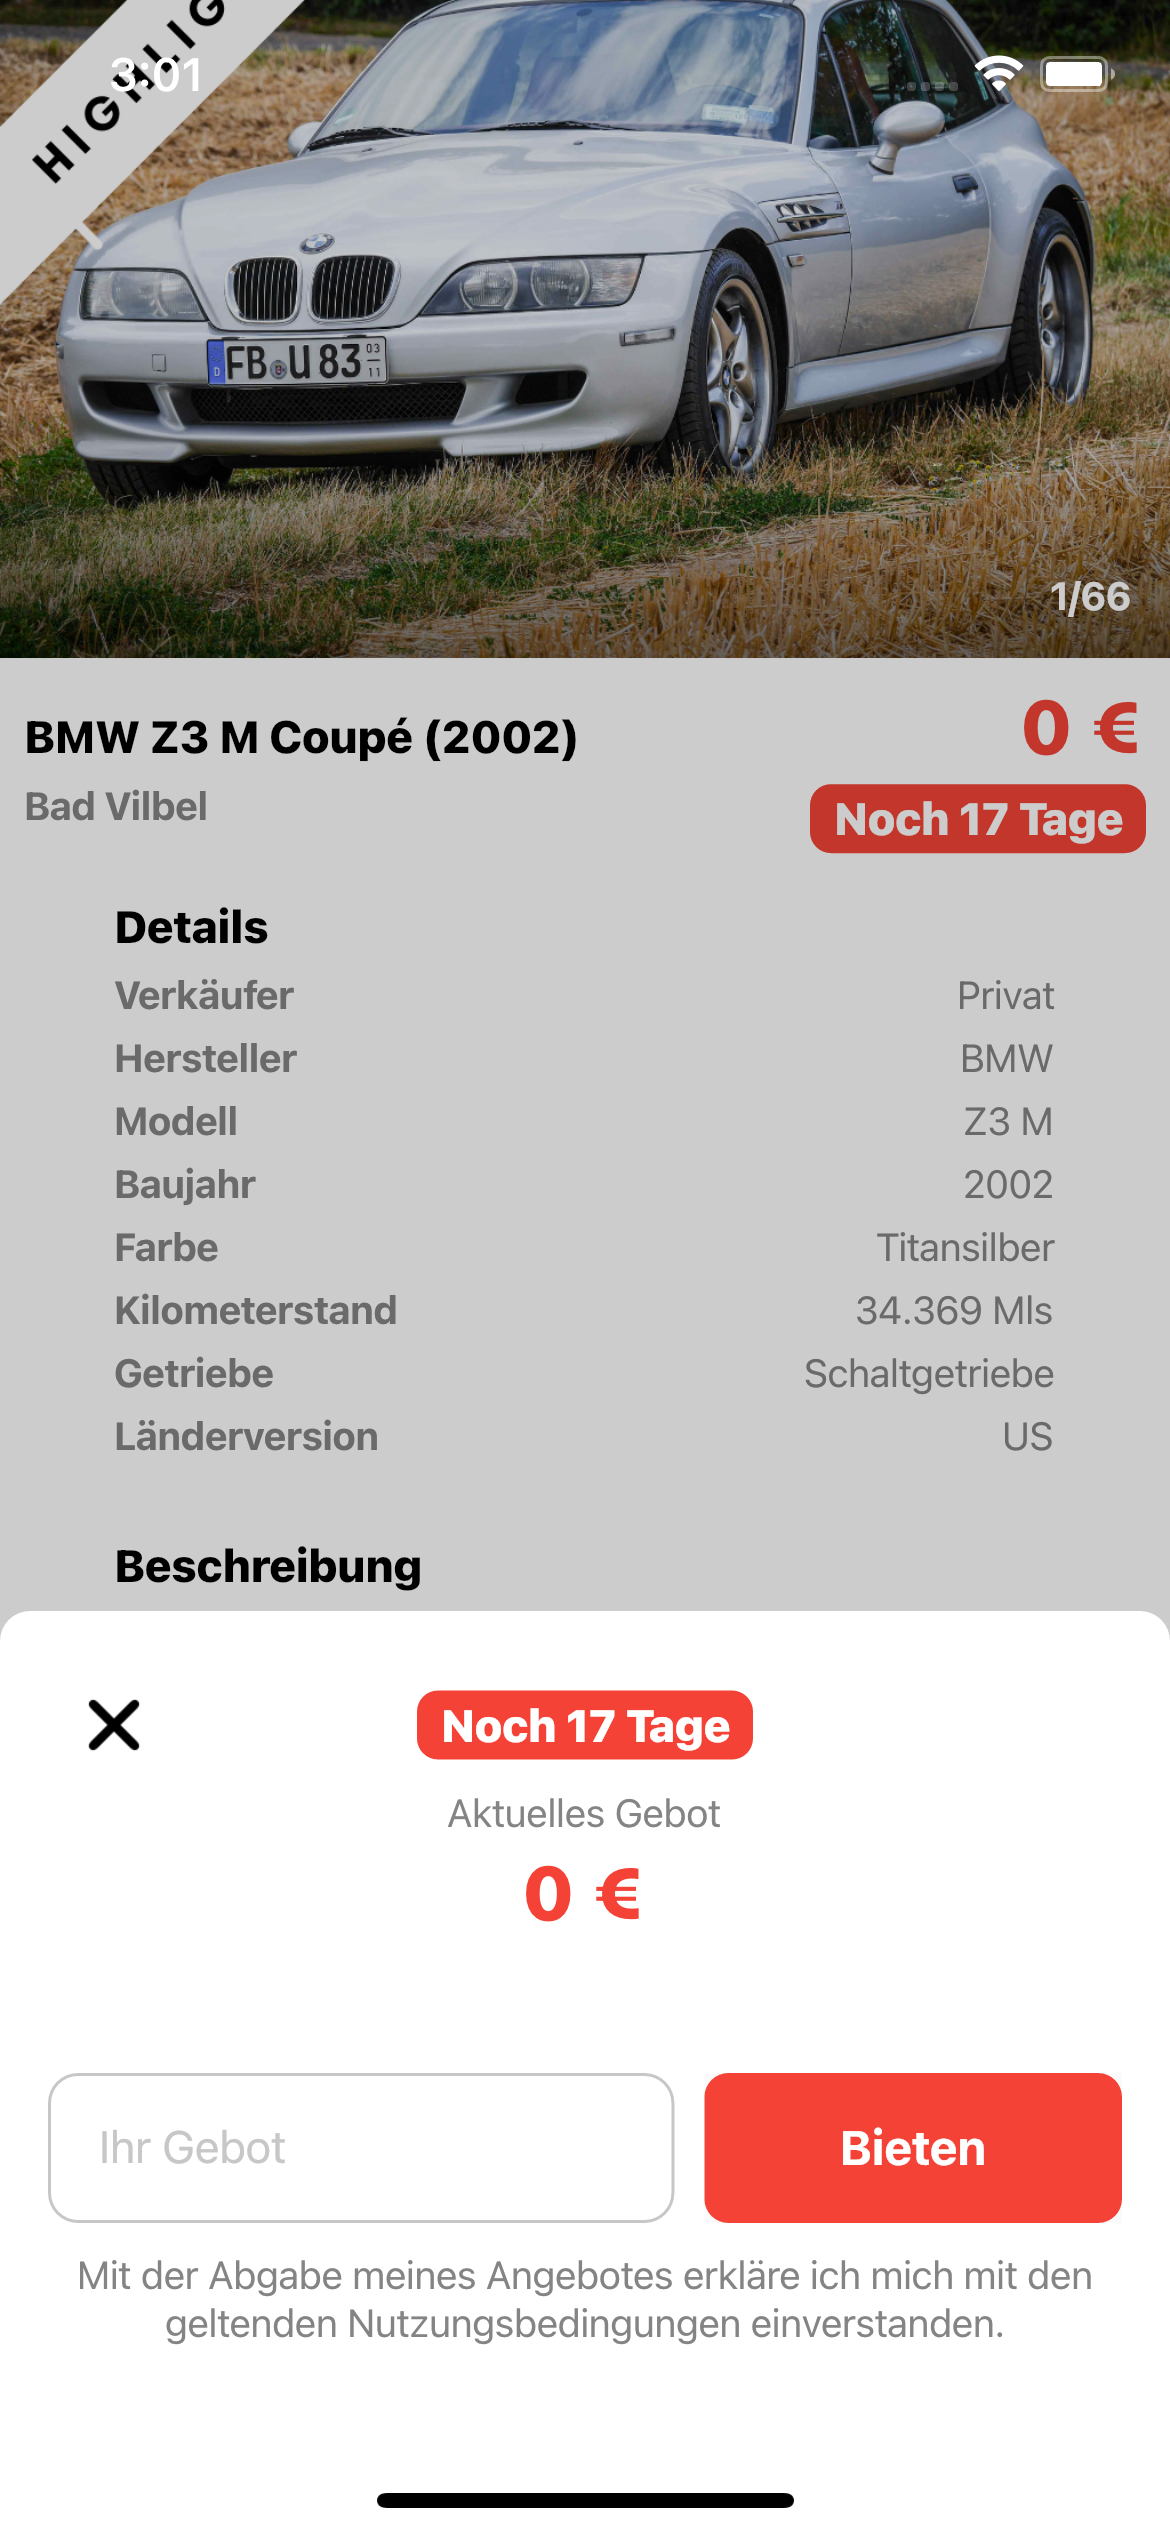 HIGHLIG
3:01
FB U 83 03 11
D
1/66
BMW Z3 M Coupé (2002)
0 €
Bad Vilbel
Noch 17 Tage
Details
Verkäufer Privat
Hersteller BMW
Modell Z3 M
Baujahr 2002
Farbe Titansilber
Kilometerstand 34.369 Mls
Getriebe Schaltgetriebe
Länderversion US
Beschreibung
Noch 17 Tage
Aktuelles Gebot
0 €
Ihr Gebot
Bieten
Mit der Abgabe meines Angebotes erkläre ich mich mit den
geltenden Nutzungsbedingungen einverstanden.